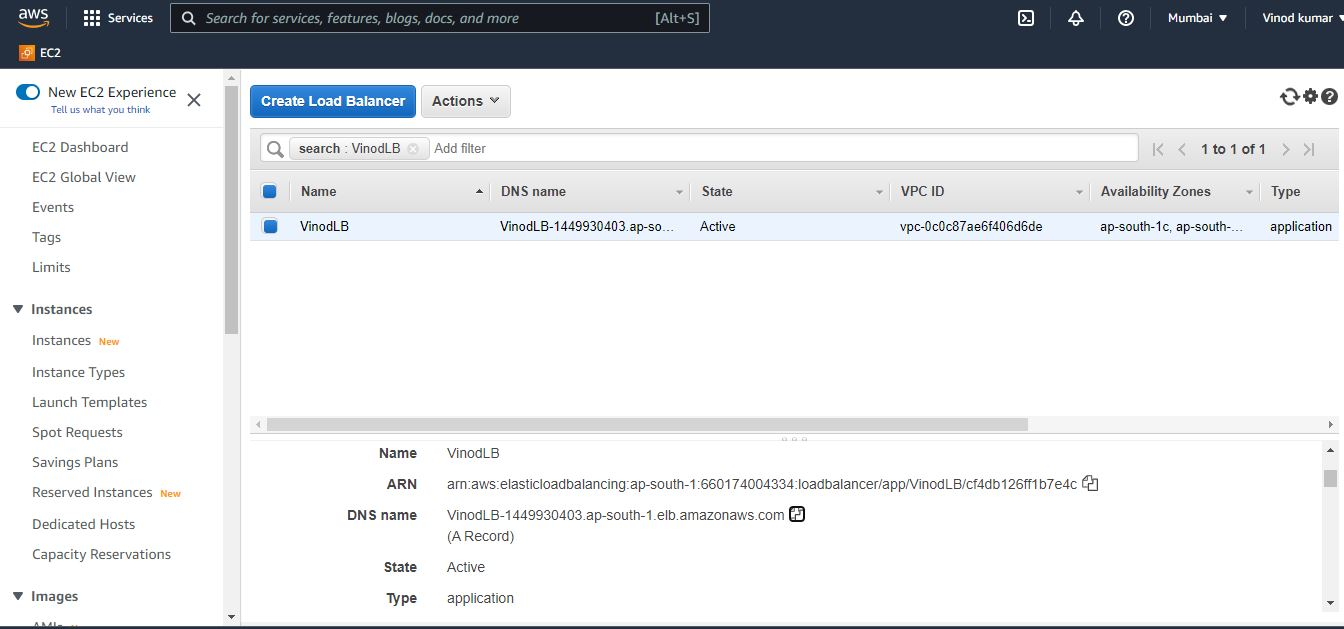 aws
Services
Search for services, features, blogs, docs, and more
[Alt+S]
Mumbai
Vinod kumar
EC2
New EC2 Experience
Tell us what you think
EC2 Dashboard
EC2 Global View
Events
Tags
Limits
Instances
Instances New
Instance Types
Launch Templates
Spot Requests
Savings Plans
Reserved Instances New
Dedicated Hosts
Capacity Reservations
Images
Create Load Balancer
Actions
search : VinodLB
Add filter
1 to 1 of 1
Name DNS name State VPC ID Availability Zones Type
VinodLB VinodLB-1449930403.ap-so... Active vpc-0c0c87ae6f406d6de ap-south-1c, ap-south-... application
Name VinodLB
ARN arn:aws:elasticloadbalancing:ap-south-1:660174004334:loadbalancer/app/VinodLB/cf4db126ff1b7e4c
DNS name VinodLB-1449930403.ap-south-1.elb.amazonaws.com
(A Record)
State Active
Type application